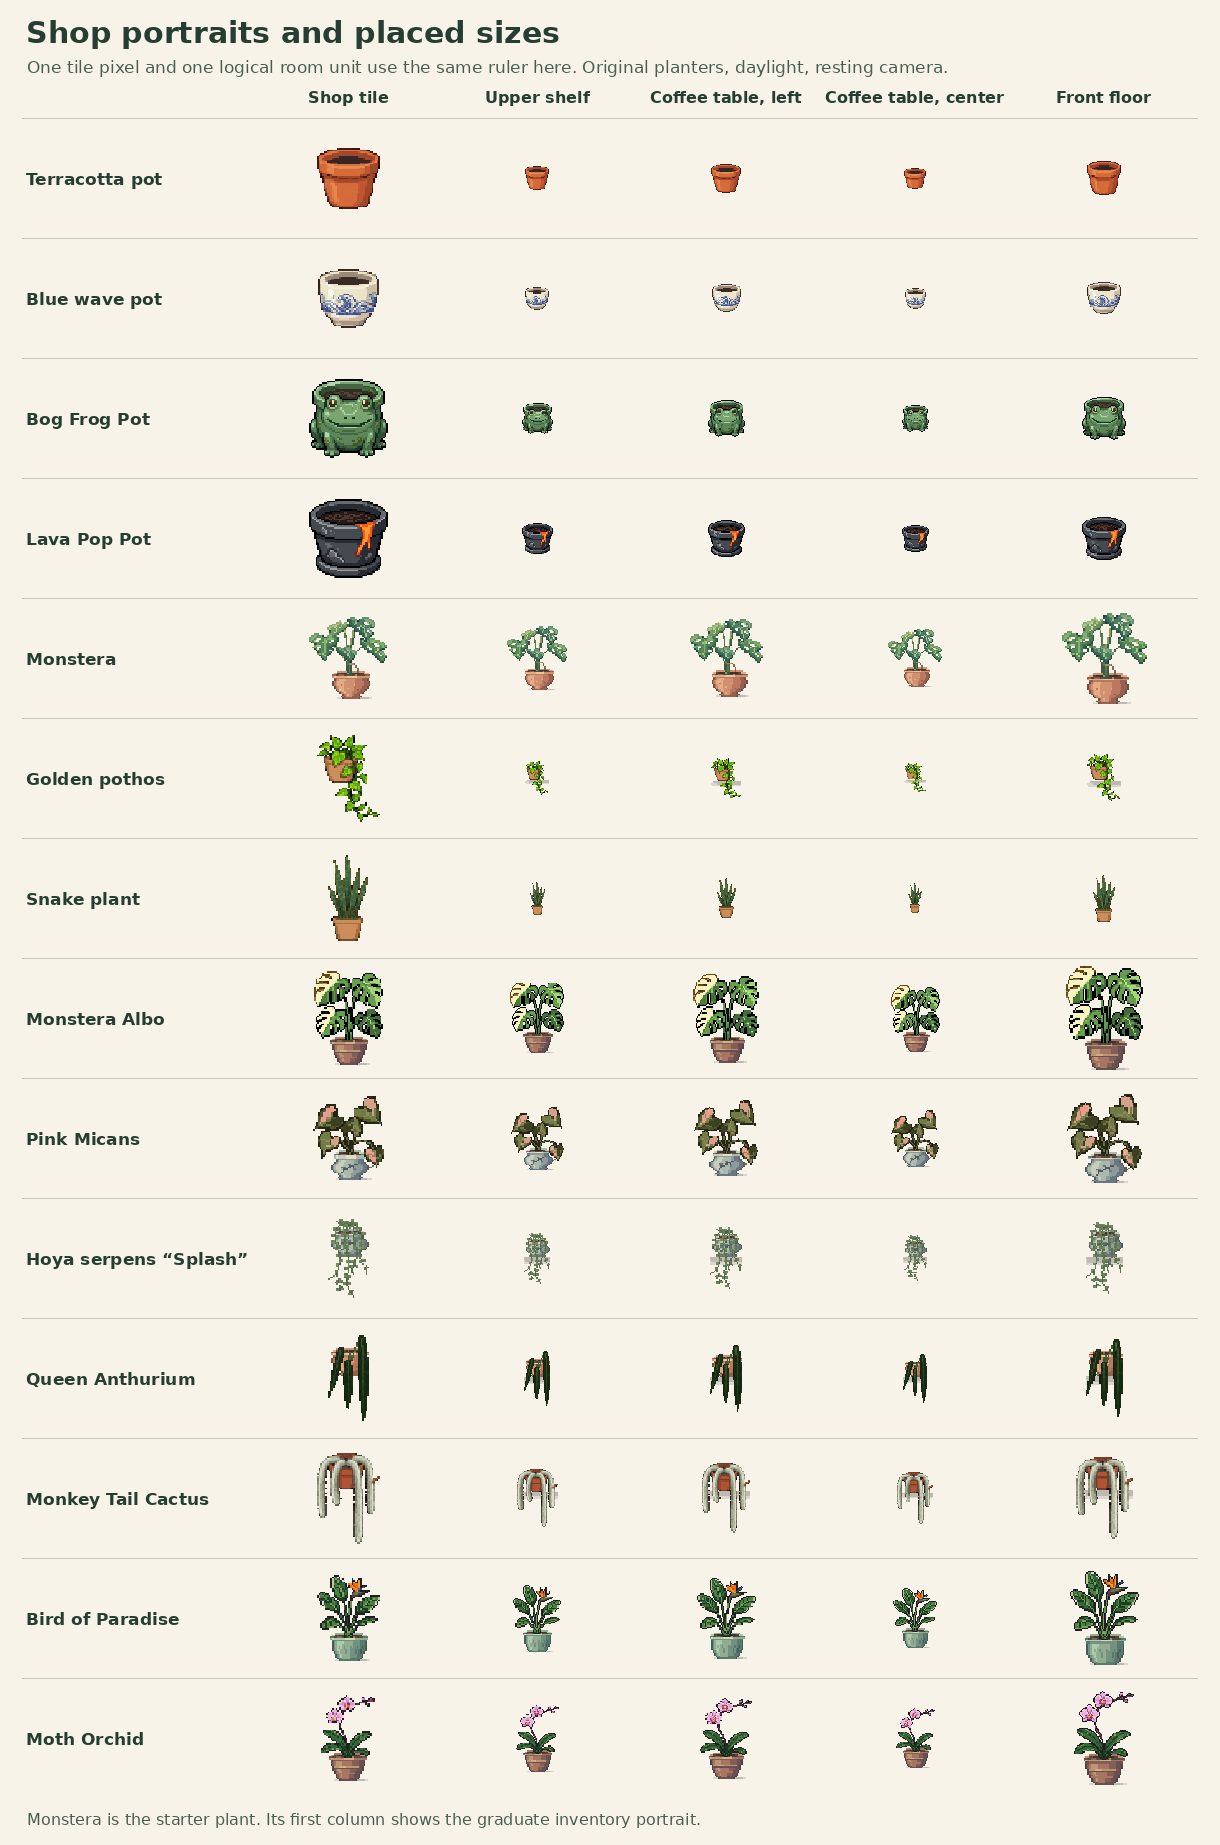 Shop portraits and placed sizes
One tile pixel and one logical room unit use the same ruler here. Original planters, daylight, resting camera.
Shop tile Upper shelf Coffee table, left Coffee table, center Front floor
Terracotta pot
Blue wave pot
Bog Frog Pot
Lava Pop Pot
Monstera
Golden pothos
Snake plant
Monstera Albo
Pink Micans
Hoya serpens “Splash”
Queen Anthurium
Monkey Tail Cactus
Bird of Paradise
Moth Orchid
Monstera is the starter plant. Its first column shows the graduate inventory portrait.